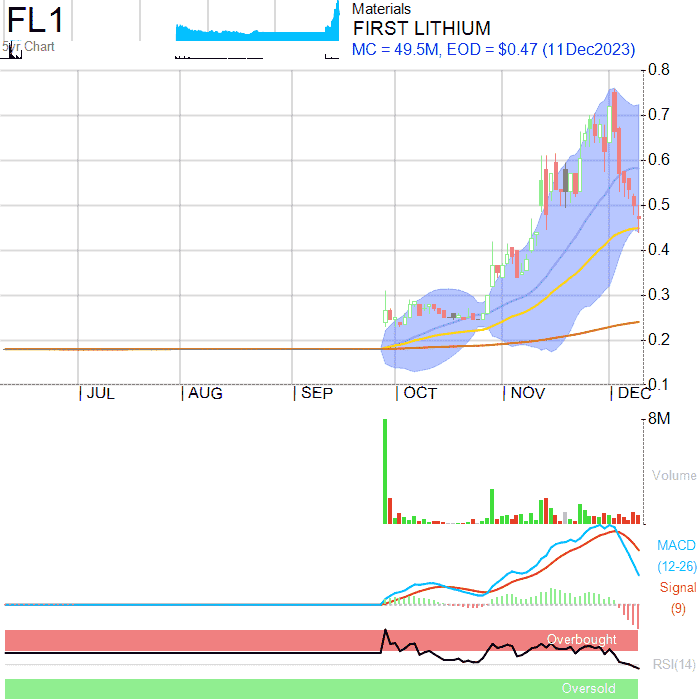 FL1
5yr Chart
Materials
FIRST LITHIUM
MC = 49.5M, EOD = $0.47 (11Dec2023)
0.8
0.7
0.6
0.5
0.4
0.3
0.2
0.1
JUL AUG SEP OCT NOV DEC
8M
Volume
MACD
(12-26)
Signal
(9)
Overbought
RSI(14)
Oversold